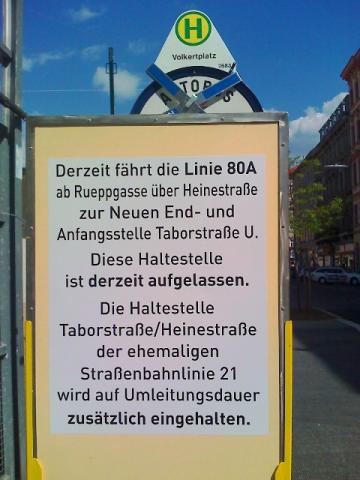 H
Volkertplatz
Derzeit fährt die Linie 80A
ab Rueppgasse über Heinestraße
zur Neuen End- und
Anfangsstelle Taborstraße U.
Diese Haltestelle
ist derzeit aufgelassen.
Die Haltestelle
Taborstraße/Heinestraße
der ehemaligen
Straßenbahnlinie 21
wird auf Umleitungsdauer
zusätzlich eingehalten.